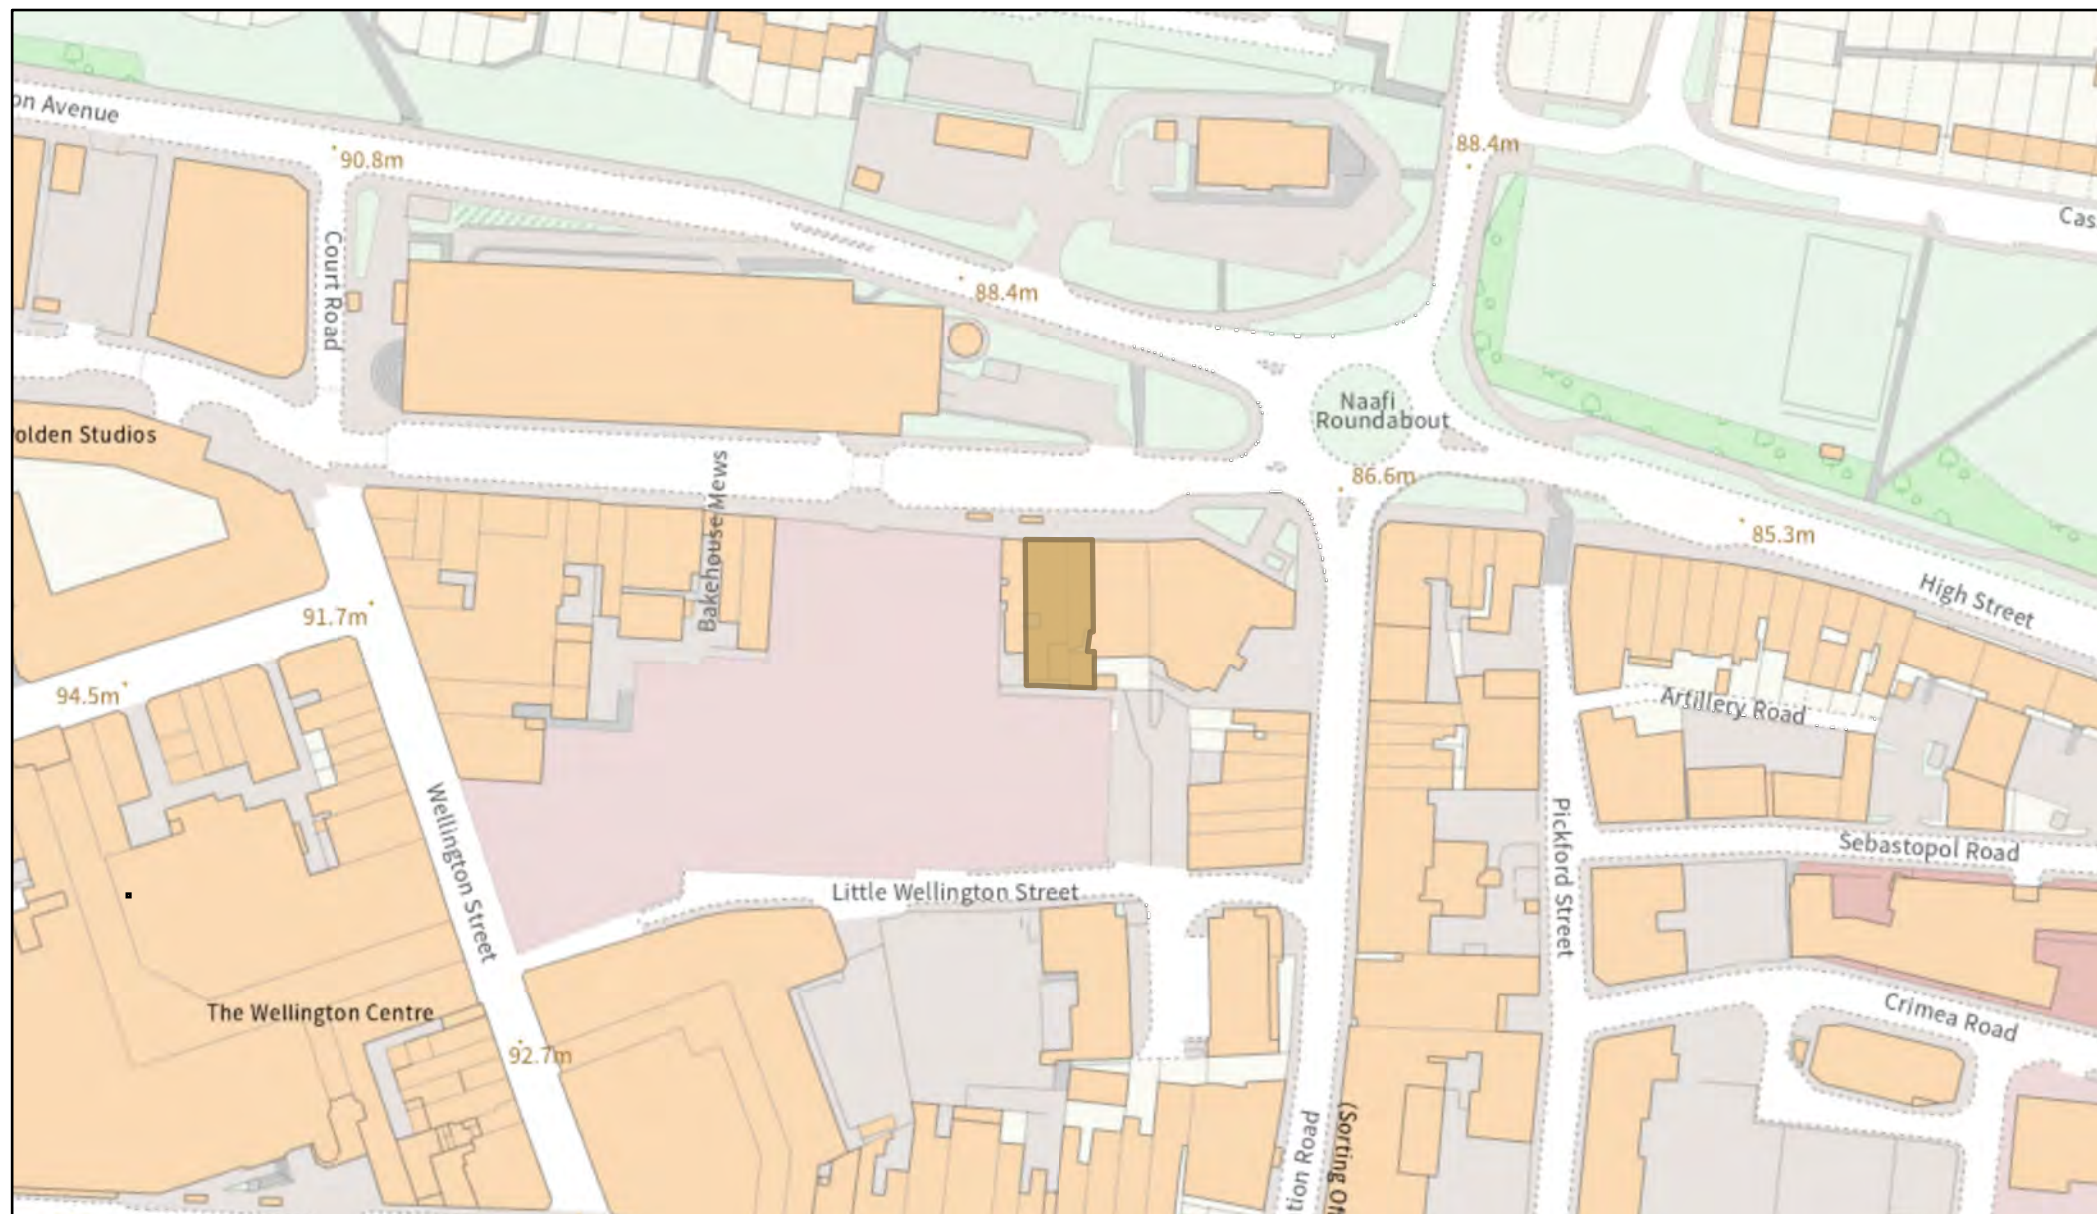 on Avenue
90.8m
88.4m
Cas
Court Road
88.4m
Naafi
Roundabout
olden Studios
86.6m
Bakehouse Mews
85.3m
High Street
91.7m
94.5m
Artillery Road
Wellington Street
Pickford Street
Sebastopol Road
Little Wellington Street
The Wellington Centre
Crimea Road
92.7m
tion Road
(Sorting Of